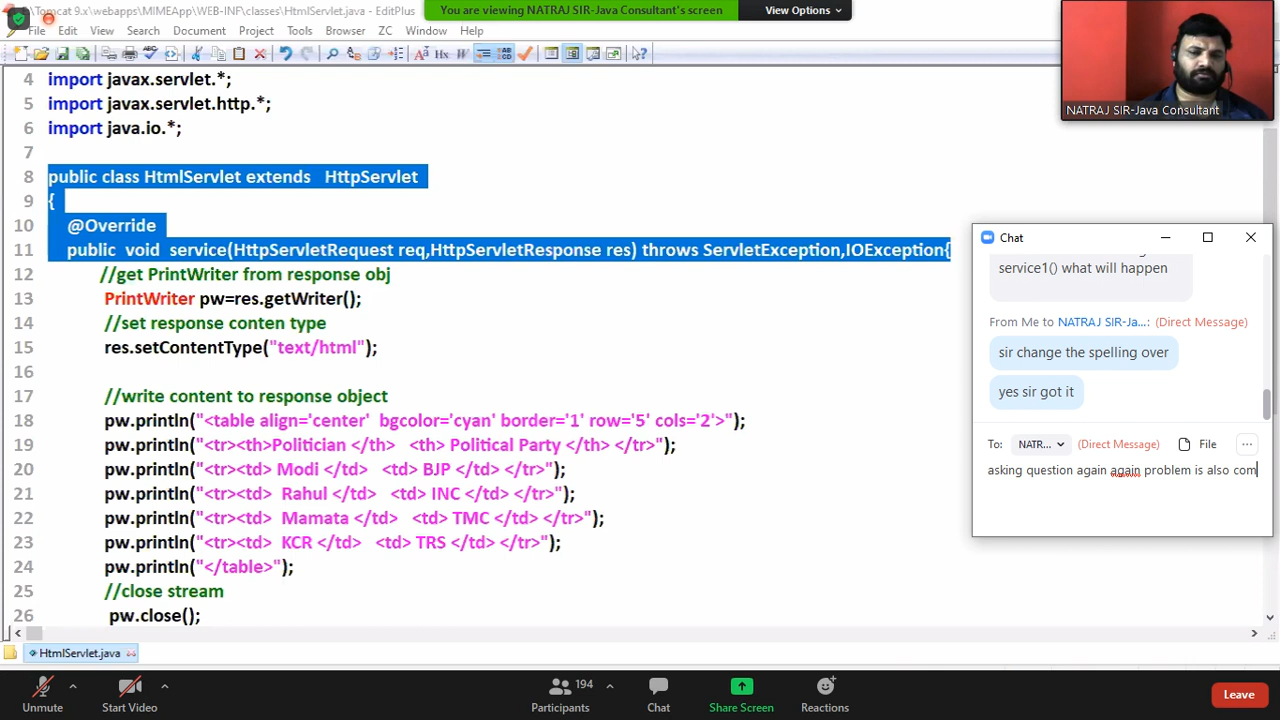 Tomcat 9.x\webapps\MIMEApp\WEB-INF\classes\HtmlServlet.java - EditPlus
You are viewing NATRAJ SIR-Java Consultant's screen
View Options
File Edit View Search Document Project Tools Browser ZC Window Help
NATRAJ SIR-Java Consultant
4 import javax.servlet.*;
5 import javax.servlet.http.*;
6 import java.io.*;
7
8 public class HtmlServlet extends HttpServlet
9 {
10 @Override
11 public void service(HttpServletRequest req,HttpServletResponse res) throws ServletException,IOException{
12 //get PrintWriter from response obj
13 PrintWriter pw=res.getWriter();
14 //set response conten type
15 res.setContentType("text/html");
16
17 //write content to response object
18 pw.println("<table align='center' bgcolor='cyan' border='1' row='5' cols='2'>");
19 pw.println("<tr><th>Politician </th> <th> Political Party </th> </tr>");
20 pw.println("<tr><td> Modi </td> <td> BJP </td> </tr>");
21 pw.println("<tr><td> Rahul </td> <td> INC </td> </tr>");
22 pw.println("<tr><td> Mamata </td> <td> TMC </td> </tr>");
23 pw.println("<tr><td> KCR </td> <td> TRS </td> </tr>");
24 pw.println("</table>");
25 //close stream
26 pw.close();
HtmlServlet.java
Chat
service1() what will happen
From Me to NATRAJ SIR-Ja...: (Direct Message)
sir change the spelling over
yes sir got it
To: NATR... (Direct Message) File
asking question again again problem is also com
Unmute
Start Video
194
Participants
Chat
Share Screen
Reactions
Leave